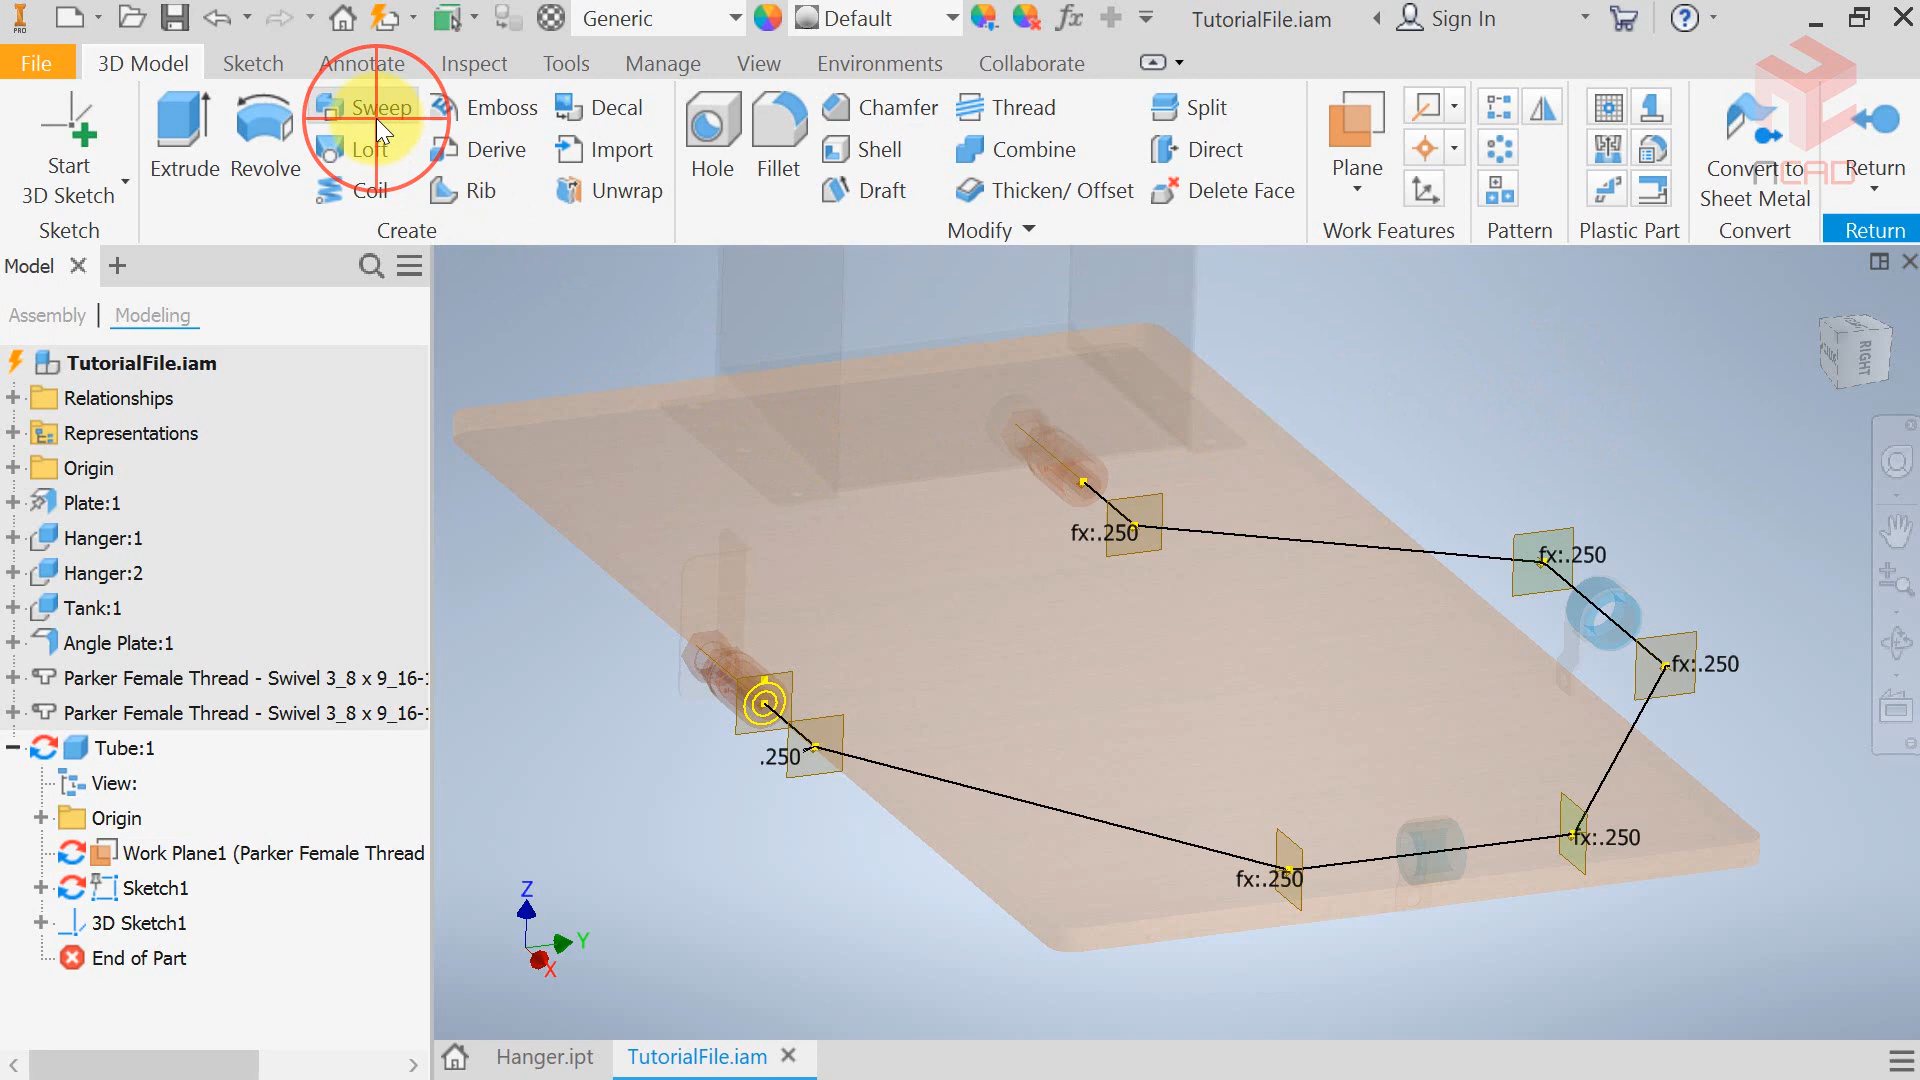 PRO
Generic
Default
fx
TutorialFile.iam
Sign In
File
3D Model
Sketch
Annotate
Inspect
Tools
Manage
View
Environments
Collaborate
Start
3D Sketch
Sketch
Extrude
Revolve
Sweep
Loft
Coil
Emboss
Derive
Rib
Decal
Import
Unwrap
Create
Hole
Fillet
Chamfer
Shell
Draft
Thread
Combine
Thicken/ Offset
Split
Direct
Delete Face
Modify
Plane
Work Features
Pattern
Plastic Part
Convert to
Sheet Metal
Convert
Return
Return
Model
Assembly | Modeling
TutorialFile.iam
Relationships
Representations
Origin
Plate:1
Hanger:1
Hanger:2
Tank:1
Angle Plate:1
Parker Female Thread - Swivel 3_8 x 9_16-
Parker Female Thread - Swivel 3_8 x 9_16-
Tube:1
View:
Origin
Work Plane1 (Parker Female Thread
Sketch1
3D Sketch1
End of Part
fx:.250
fx:.250
fx:.250
.250
fx:.250
fx:.250
RIGHT
Z
Y
X
Hanger.ipt
TutorialFile.iam